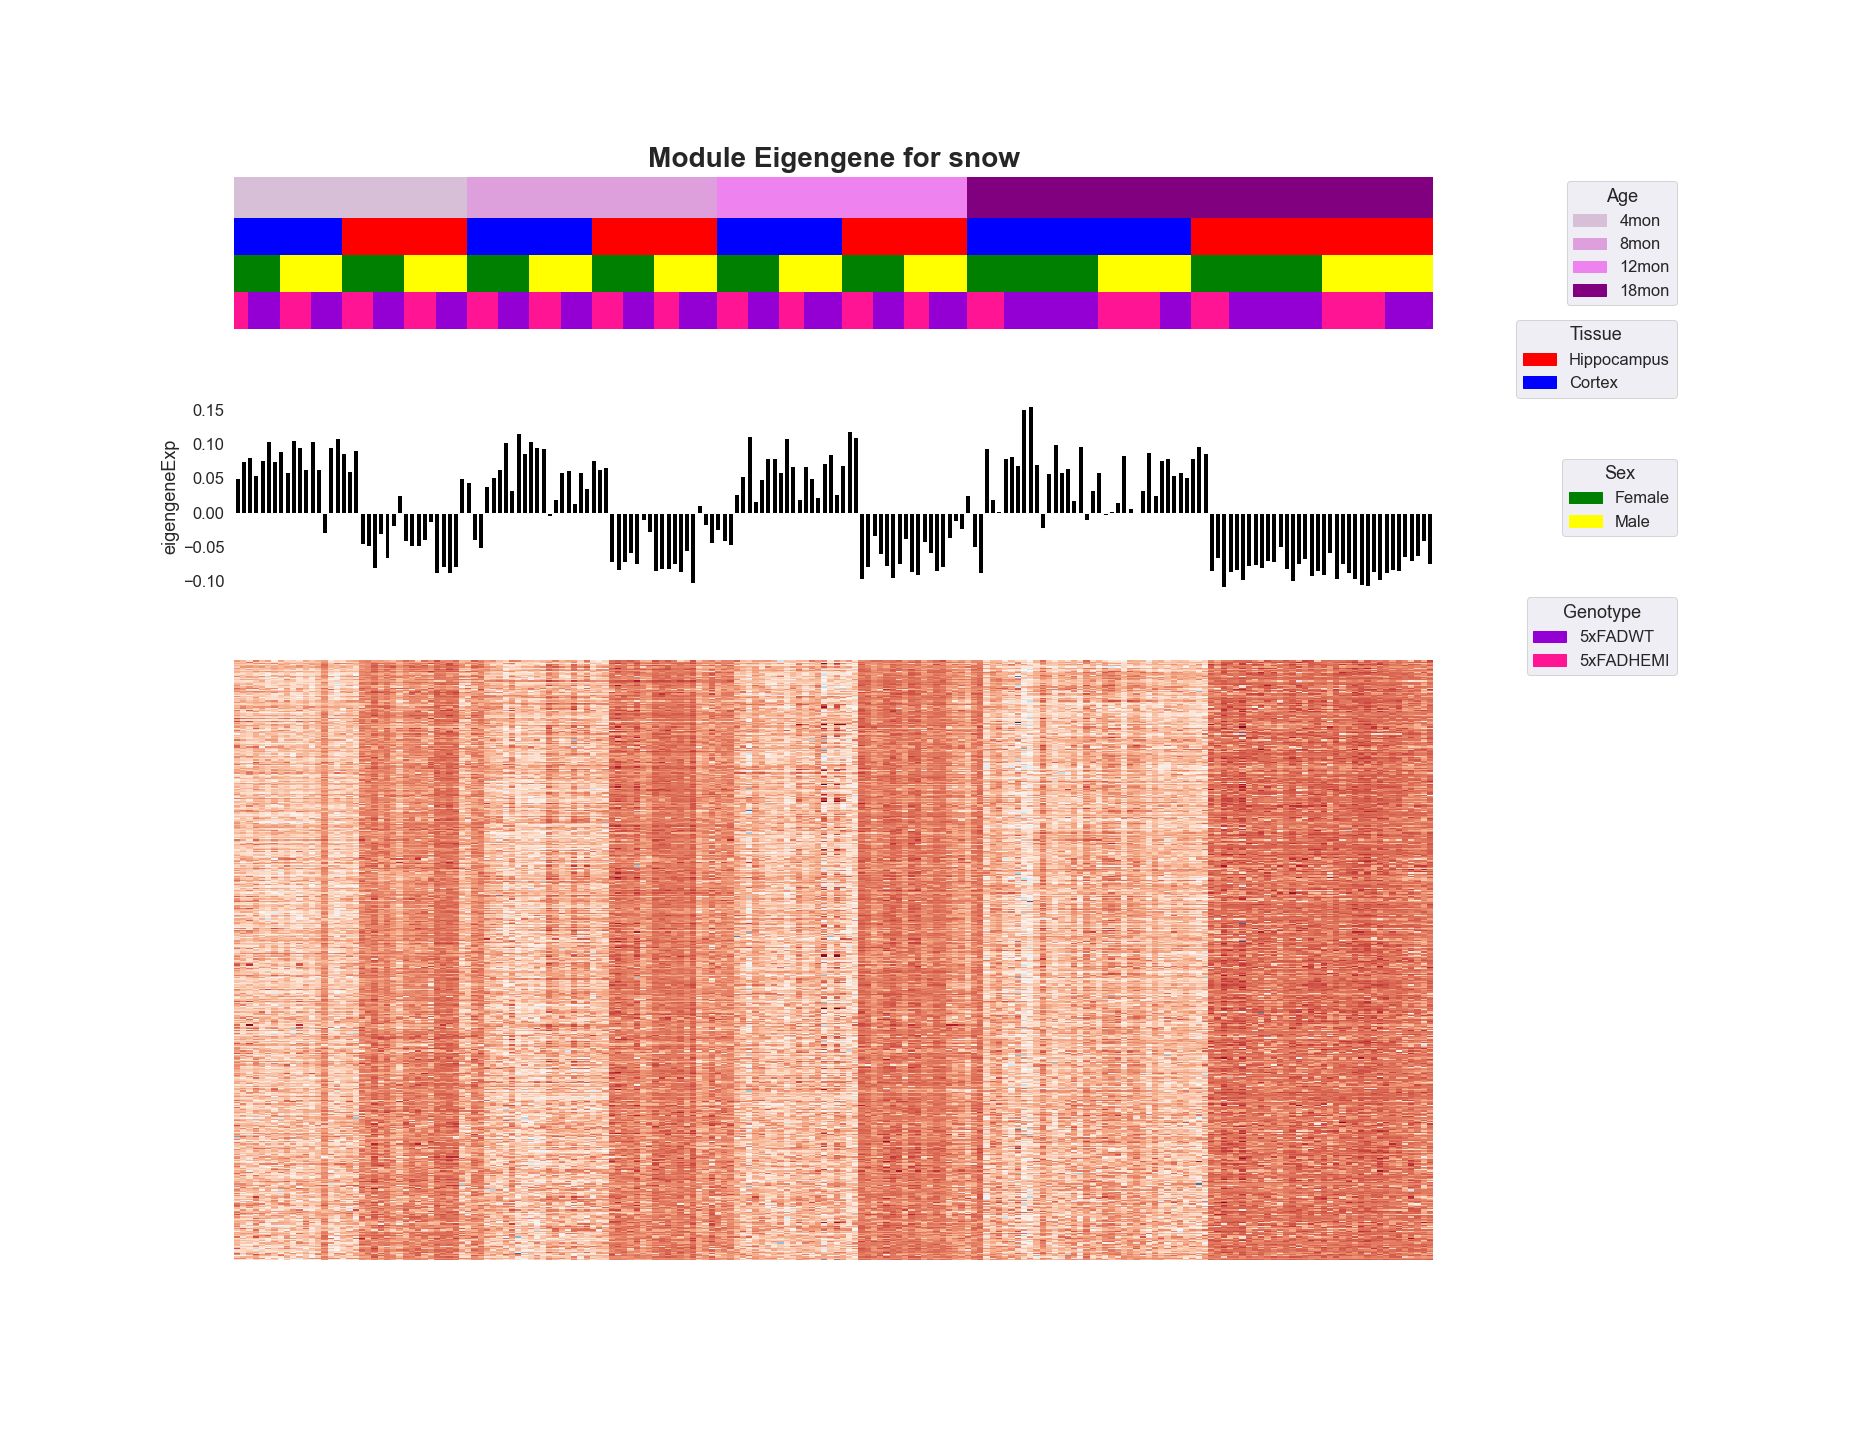 Module Eigengene for snow
Age
4mon
8mon
12mon
18mon
Tissue
Hippocampus
Cortex
Sex
Female
Male
Genotype
5xFADWT
5xFADHEMI
eigengeneExp
0.15
0.10
0.05
0.00
−0.05
−0.10